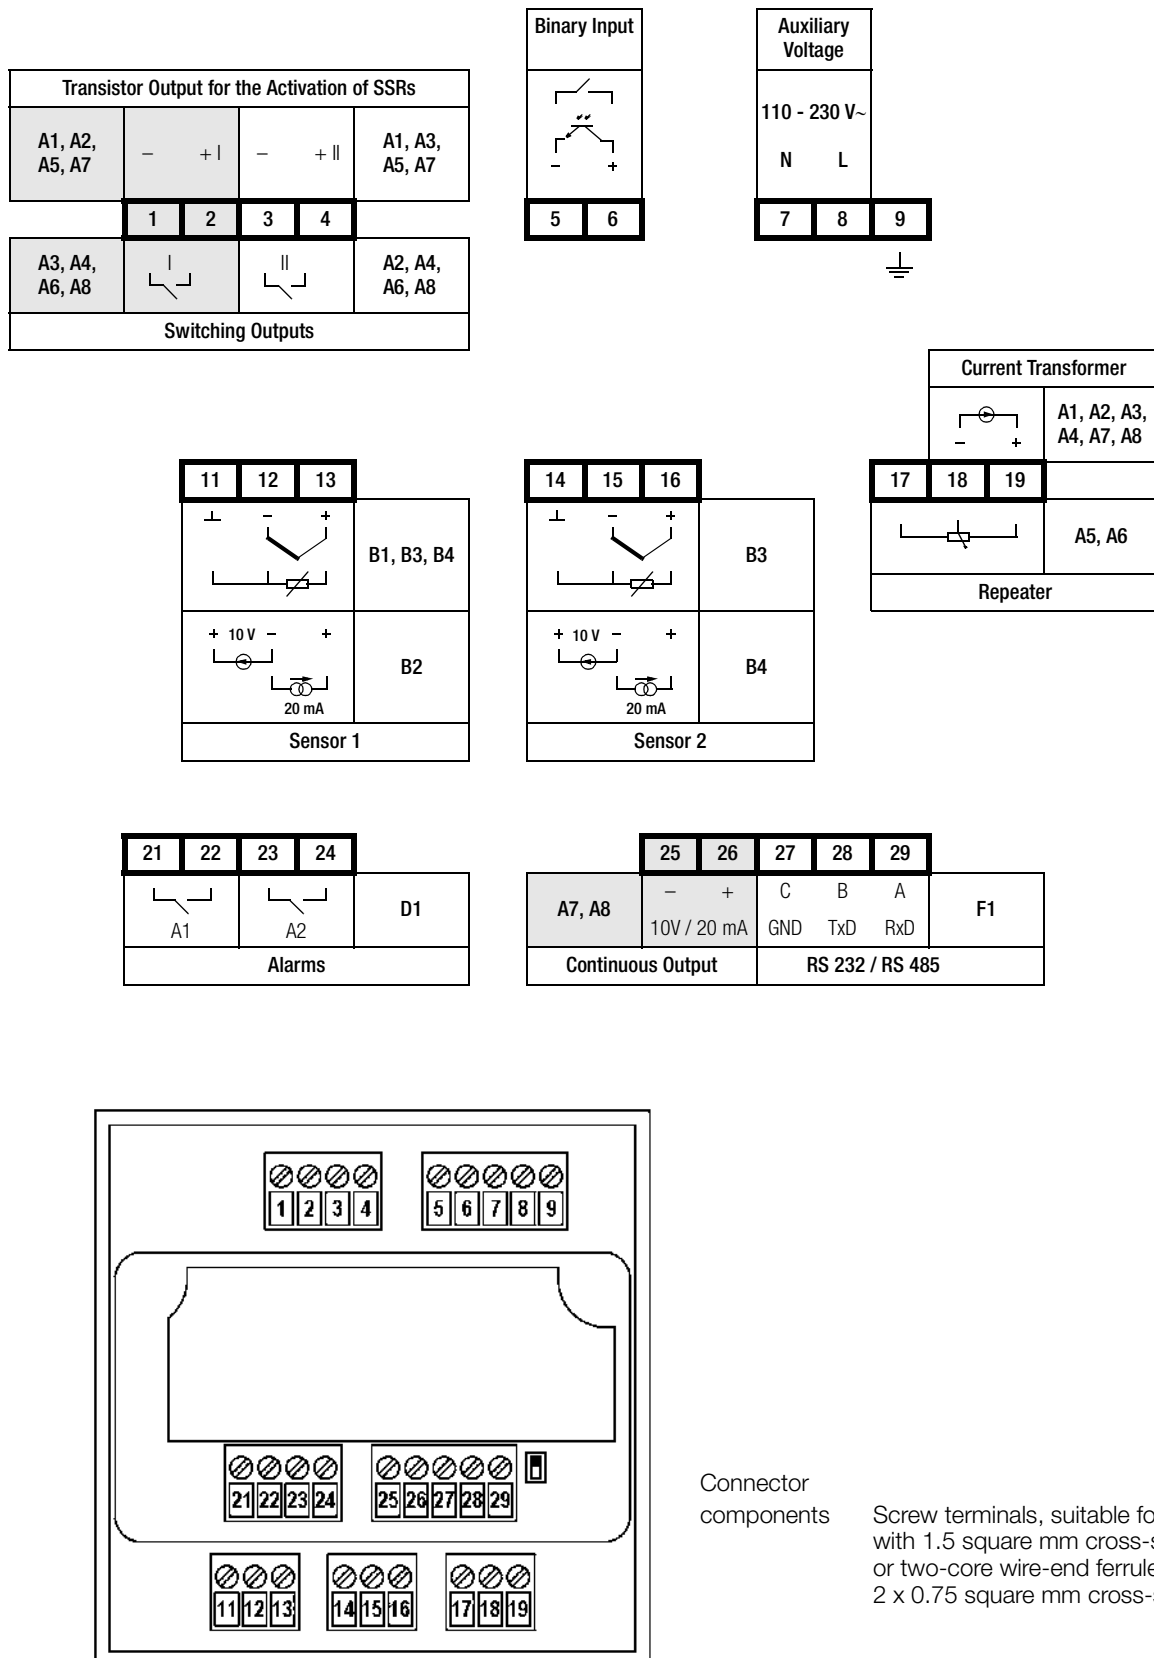 Binary Input
Auxiliary
Voltage
Transistor Output for the Activation of SSRs
110 - 230 V~
A1, A2,
A5, A7
– + I – + II
A1, A3,
A5, A7
– +
N L
1 2 3 4
5 6
7 8 9
A3, A4,
A6, A8
I II
A2, A4,
A6, A8
Switching Outputs
Current Transformer
– +
A1, A2, A3,
A4, A7, A8
11 12 13
14 15 16
17 18 19
– +
B1, B3, B4
– +
B3
A5, A6
Repeater
+ 10 V – +
B2
20 mA
+ 10 V – +
B4
20 mA
Sensor 1
Sensor 2
21 22 23 24
25 26 27 28 29
A1 A2
D1
A7, A8
– + C B A
10V / 20 mA GND TxD RxD
F1
Alarms
Continuous Output
RS 232 / RS 485
1 2 3 4
5 6 7 8 9
21 22 23 24
25 26 27 28 29
11 12 13
14 15 16
17 18 19
Connector
components
Screw terminals, suitable fo
with 1.5 square mm cross-s
or two-core wire-end ferrule
2 x 0.75 square mm cross-s